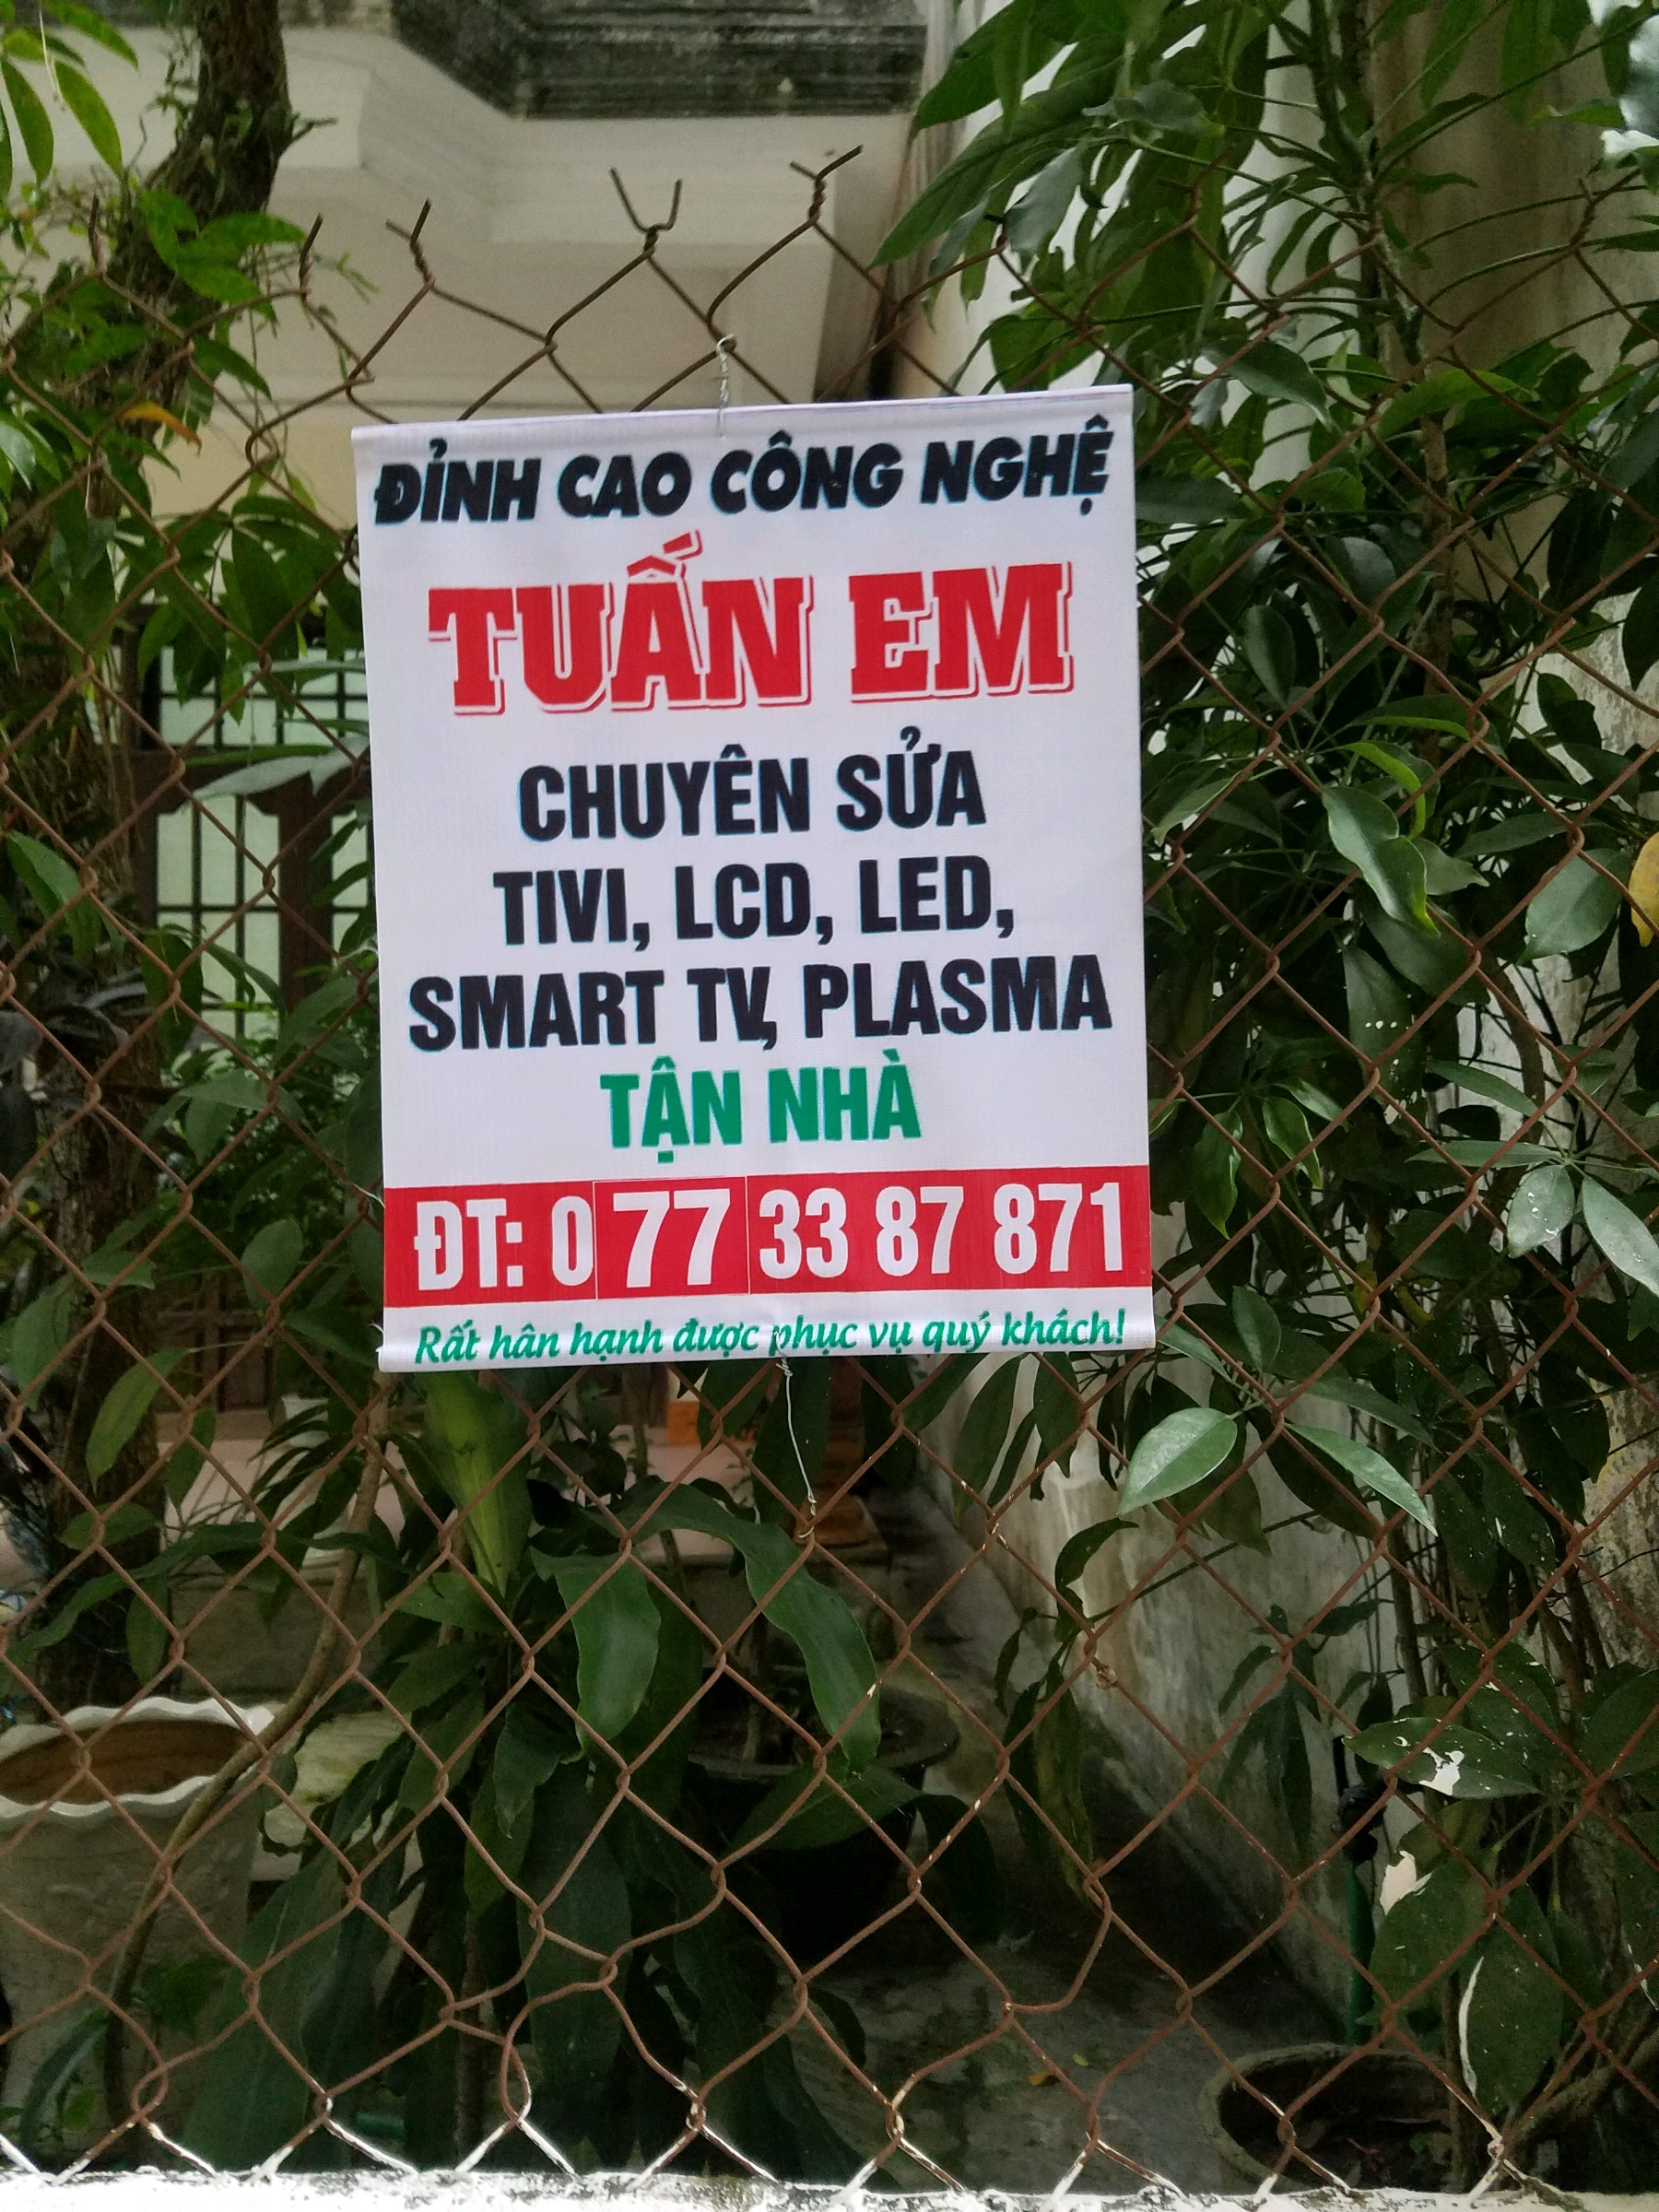 ĐỈNH CAO CÔNG NGHỆ
TUẤN EM
CHUYÊN SỬA
TIVI, LCD, LED,
SMART TV, PLASMA
TẬN NHÀ
ĐT: 0 77 33 87 871
Rất hân hạnh được phục vụ quý khách!